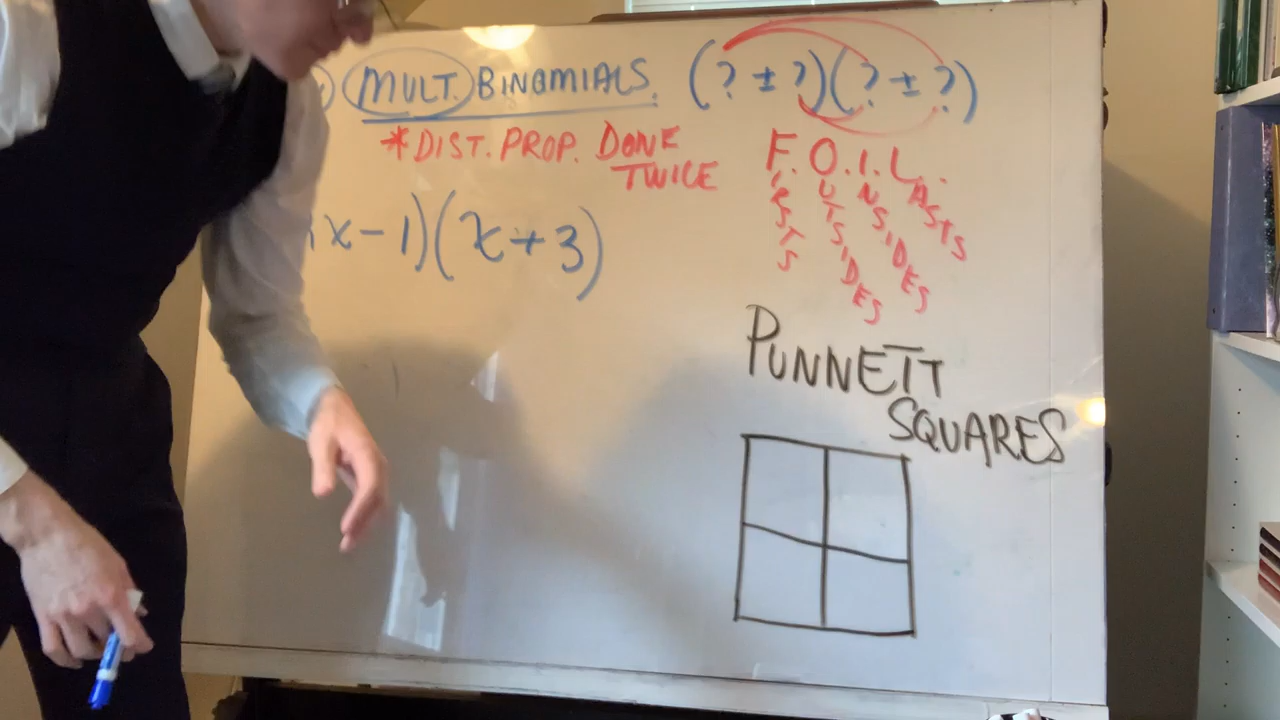 ) MULT. BINOMIALS. (? ± ?)(? ± ?)
*DIST. PROP. DONE
TWICE
F.O.I.L.
IRSTS
UTSIDES
NSIDES
ASTS
(x-1)(x+3)
PUNNETT
SQUARES